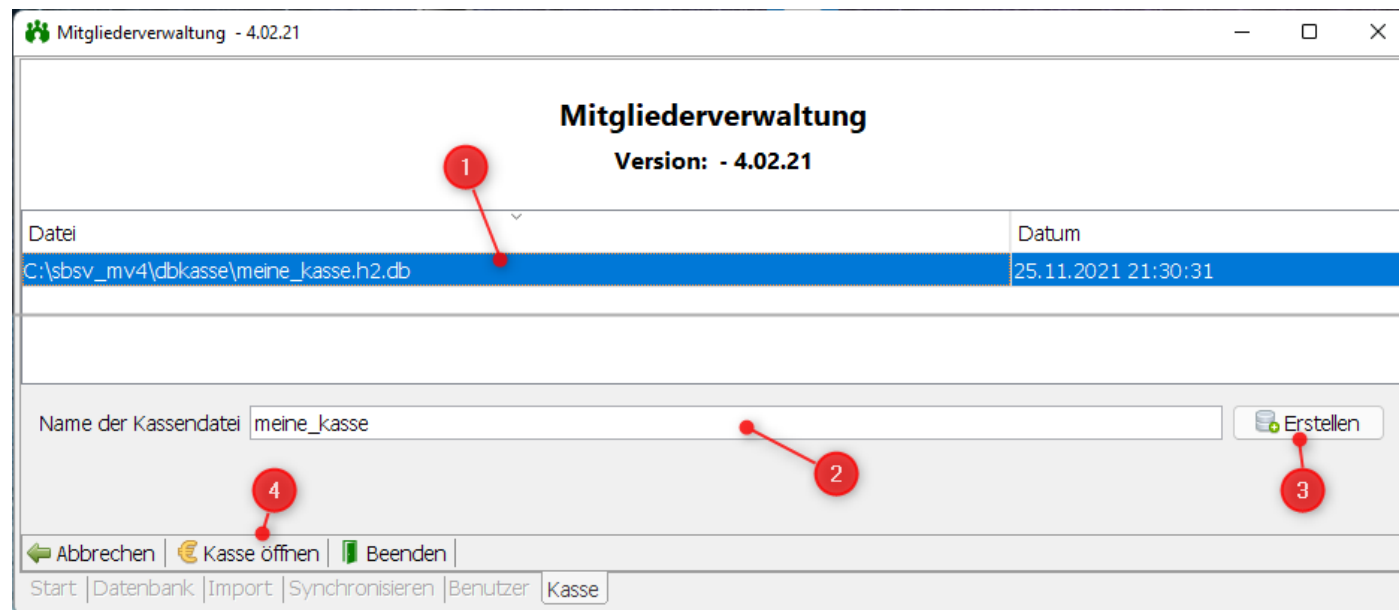 Mitgliederverwaltung - 4.02.21
Mitgliederverwaltung
Version: - 4.02.21
1
Datei Datum
C:\sbsv_mv4\dbkasse\meine_kasse.h2.db 25.11.2021 21:30:31
Name der Kassendatei meine_kasse Erstellen
2
3
4
Abbrechen Kasse öffnen Beenden
Start Datenbank Import Synchronisieren Benutzer Kasse